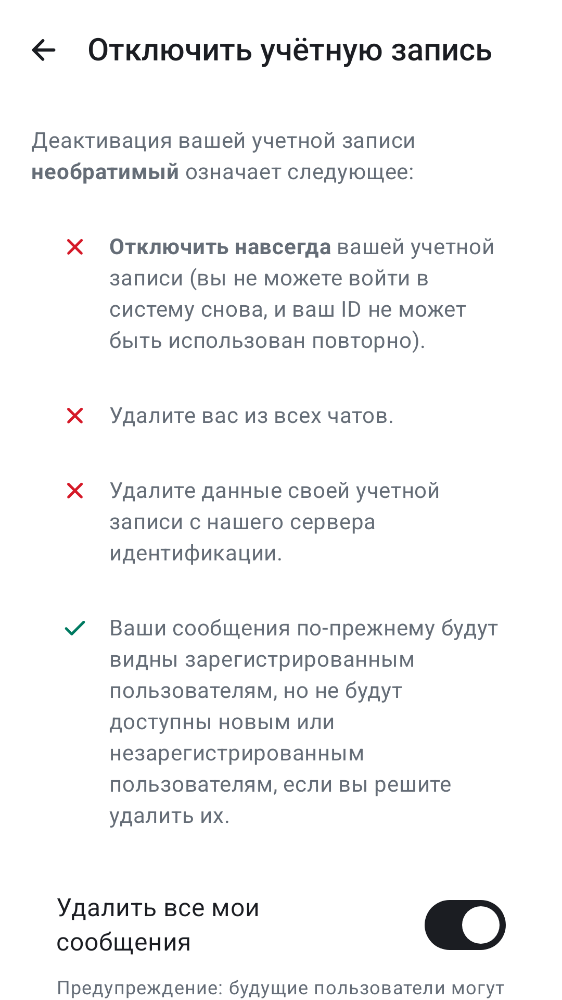 Отключить учётную запись
Деактивация вашей учетной записи
необратимый означает следующее:
Отключить навсегда вашей учетной
записи (вы не можете войти в
систему снова, и ваш ID не может
быть использован повторно).
Удалите вас из всех чатов.
Удалите данные своей учетной
записи с нашего сервера
идентификации.
Ваши сообщения по-прежнему будут
видны зарегистрированным
пользователям, но не будут
доступны новым или
незарегистрированным
пользователям, если вы решите
удалить их.
Удалить все мои
сообщения
Предупреждение: будущие пользователи могут